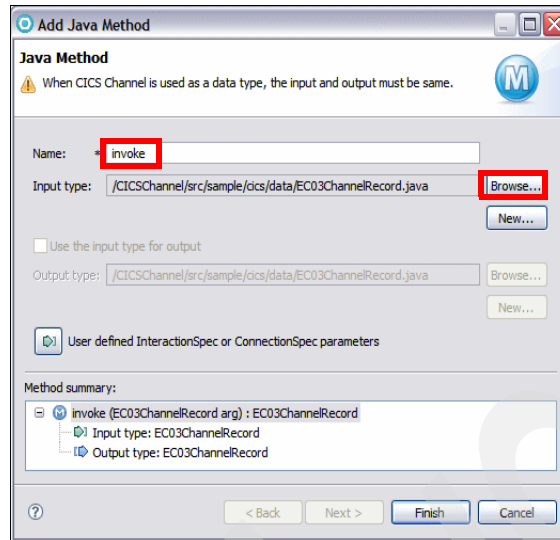 Add Java Method
Java Method
When CICS Channel is used as a data type, the input and output must be same.
M
Name: * invoke
Input type: /CICSChannel/src/sample/cics/data/EC03ChannelRecord.java Browse...
New...
Use the input type for output
Output type: /CICSChannel/src/sample/cics/data/EC03ChannelRecord.java Browse...
New...
User defined InteractionSpec or ConnectionSpec parameters
Method summary:
M invoke (EC03ChannelRecord arg) : EC03ChannelRecord
Input type: EC03ChannelRecord
Output type: EC03ChannelRecord
? < Back Next > Finish Cancel